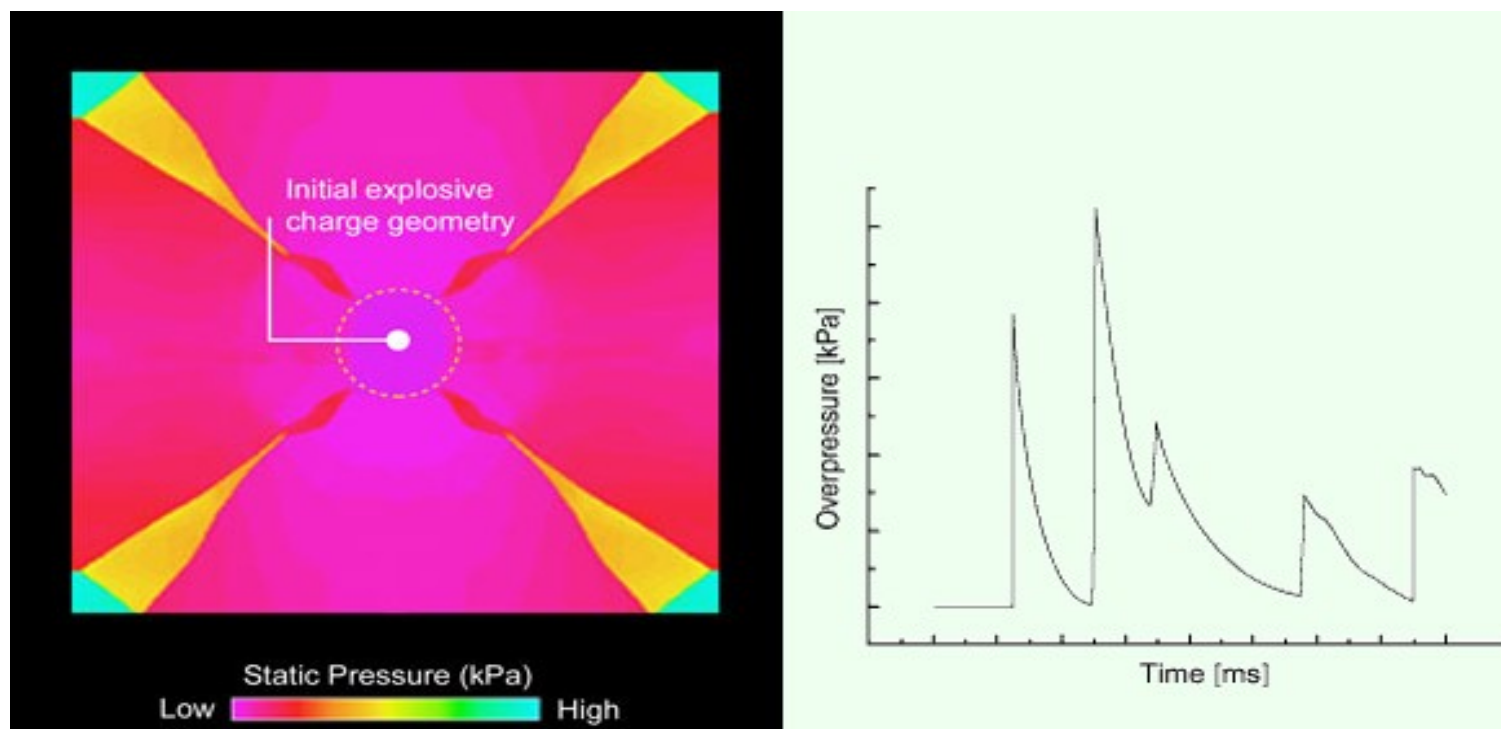 Initial explosive
charge geometry
Static Pressure (kPa)
Low High
Overpressure [kPa]
Time [ms]